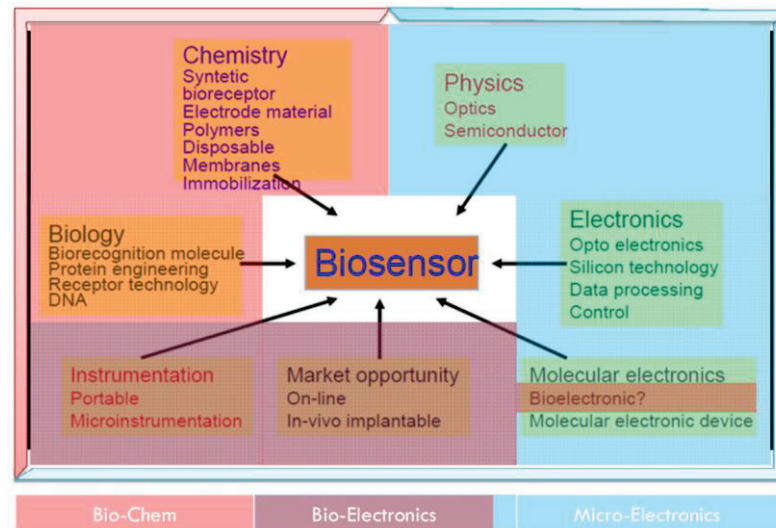 Chemistry
Syntetic
bioreceptor
Electrode material
Polymers
Disposable
Membranes
Immobilization
Physics
Optics
Semiconductor
Biology
Biorecognition molecule
Protein engineering
Receptor technology
DNA
Biosensor
Electronics
Opto electronics
Silicon technology
Data processing
Control
Instrumentation
Portable
Microinstrumentation
Market opportunity
On-line
In-vivo implantable
Molecular electronics
Bioelectronic?
Molecular electronic device
Bio-Chem
Bio-Electronics
Micro-Electronics